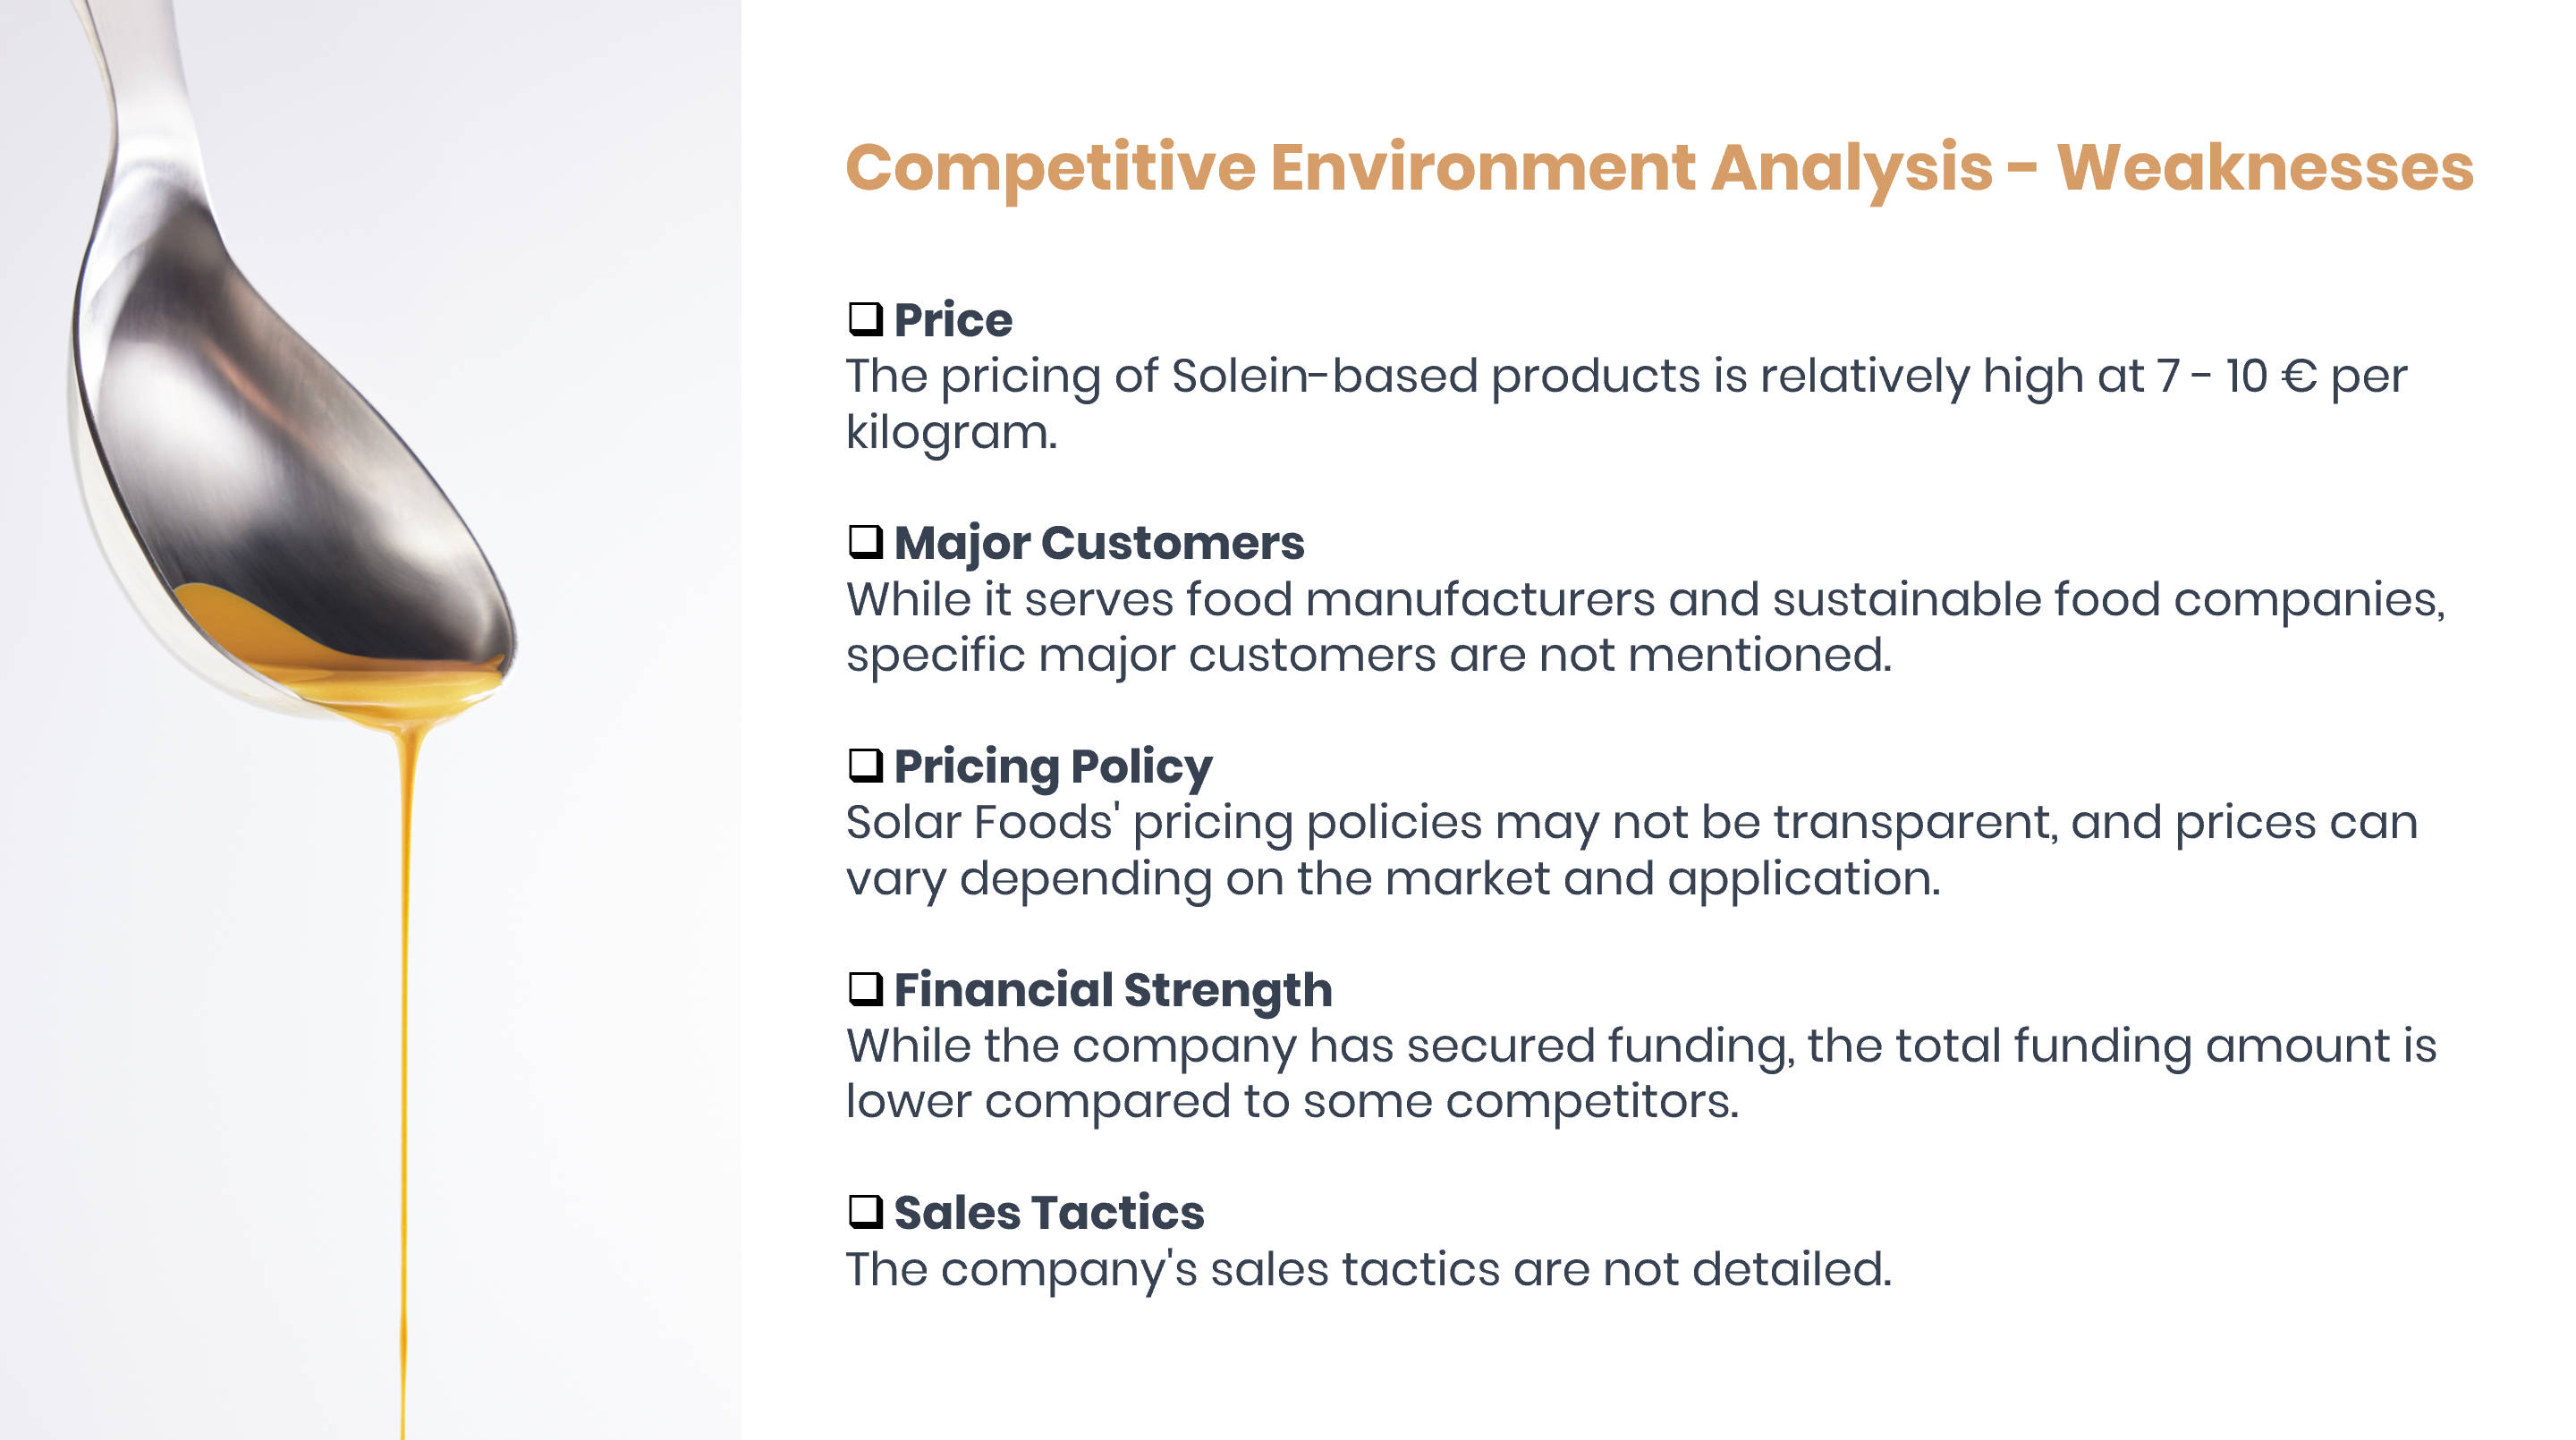 Competitive Environment Analysis - Weaknesses
❑ Price
The pricing of Solein-based products is relatively high at 7 - 10 € per
kilogram.
❑ Major Customers
While it serves food manufacturers and sustainable food companies,
specific major customers are not mentioned.
❑ Pricing Policy
Solar Foods' pricing policies may not be transparent, and prices can
vary depending on the market and application.
❑ Financial Strength
While the company has secured funding, the total funding amount is
lower compared to some competitors.
❑ Sales Tactics
The company's sales tactics are not detailed.